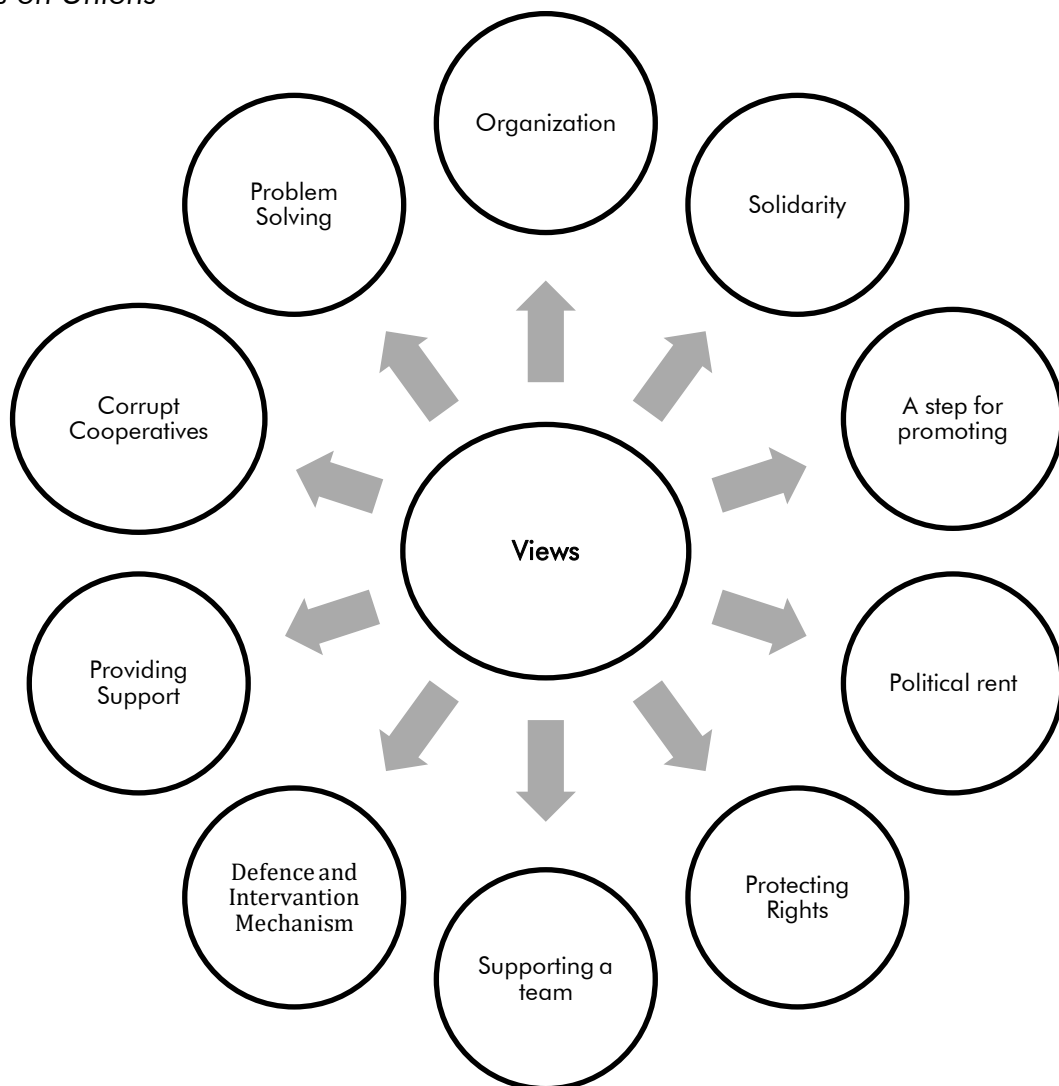 on Unions
Organization
Problem
Solving
Solidarity
Corrupt
Cooperatives
A step for
promoting
Views
Providing
Support
Political rent
Defence and
Intervantion
Mechanism
Protecting
Rights
Supporting a
team